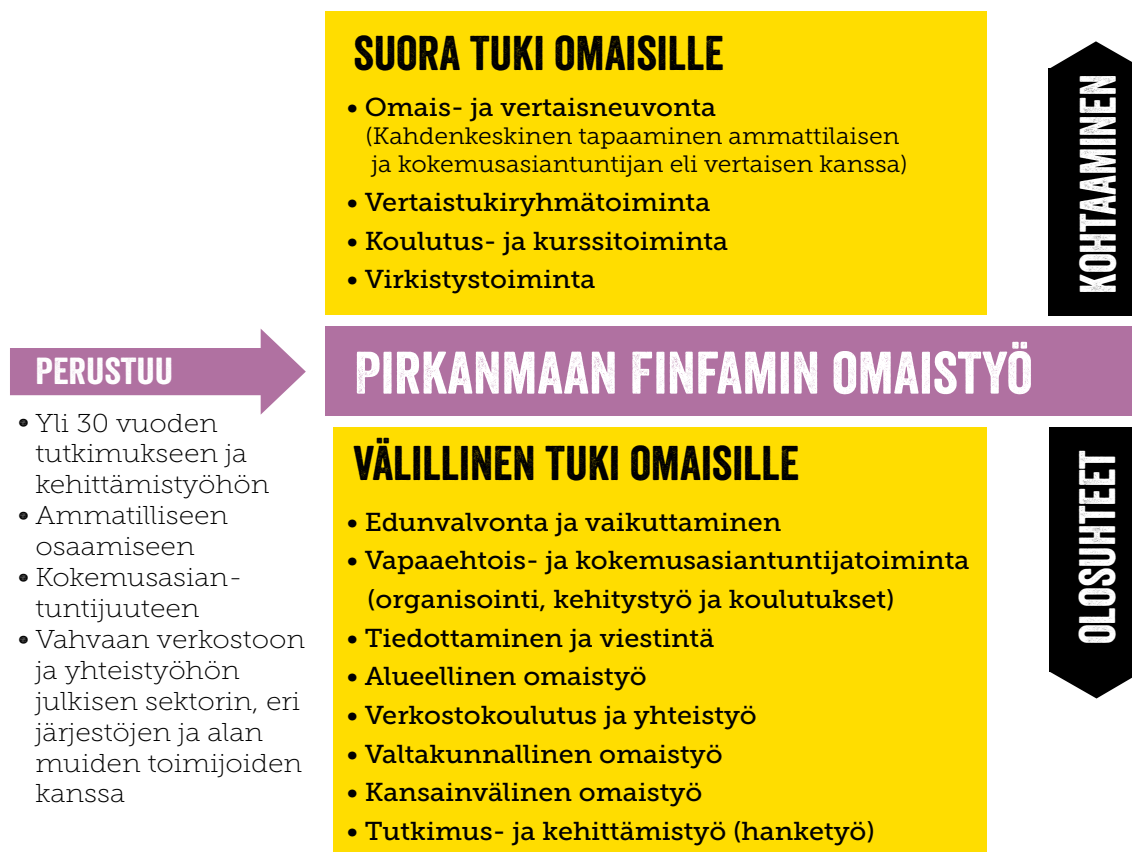 SUORA TUKI OMAISILLE
• Omais- ja vertaisneuvonta
(Kahdenkeskinen tapaaminen ammattilaisen
ja kokemusasiantuntijan eli vertaisen kanssa)
• Vertaistukiryhmätoiminta
• Koulutus- ja kurssitoiminta
• Virkistystoiminta
KOHTAAMINEN
PERUSTUU
• Yli 30 vuoden
tutkimukseen ja
kehittämistyöhön
• Ammatilliseen
osaamiseen
• Kokemusasian-
tuntijuuteen
• Vahvaan verkostoon
ja yhteistyöhön
julkisen sektorin, eri
järjestöjen ja alan
muiden toimijoiden
kanssa
PIRKANMAAN FINFAMIN OMAISTYÖ
VÄLILLINEN TUKI OMAISILLE
• Edunvalvonta ja vaikuttaminen
• Vapaaehtois- ja kokemusasiantuntijatoiminta
(organisointi, kehitystyö ja koulutukset)
• Tiedottaminen ja viestintä
• Alueellinen omaistyö
• Verkostokoulutus ja yhteistyö
• Valtakunnallinen omaistyö
• Kansainvälinen omaistyö
• Tutkimus- ja kehittämistyö (hanketyö)
OLOSUHTEET